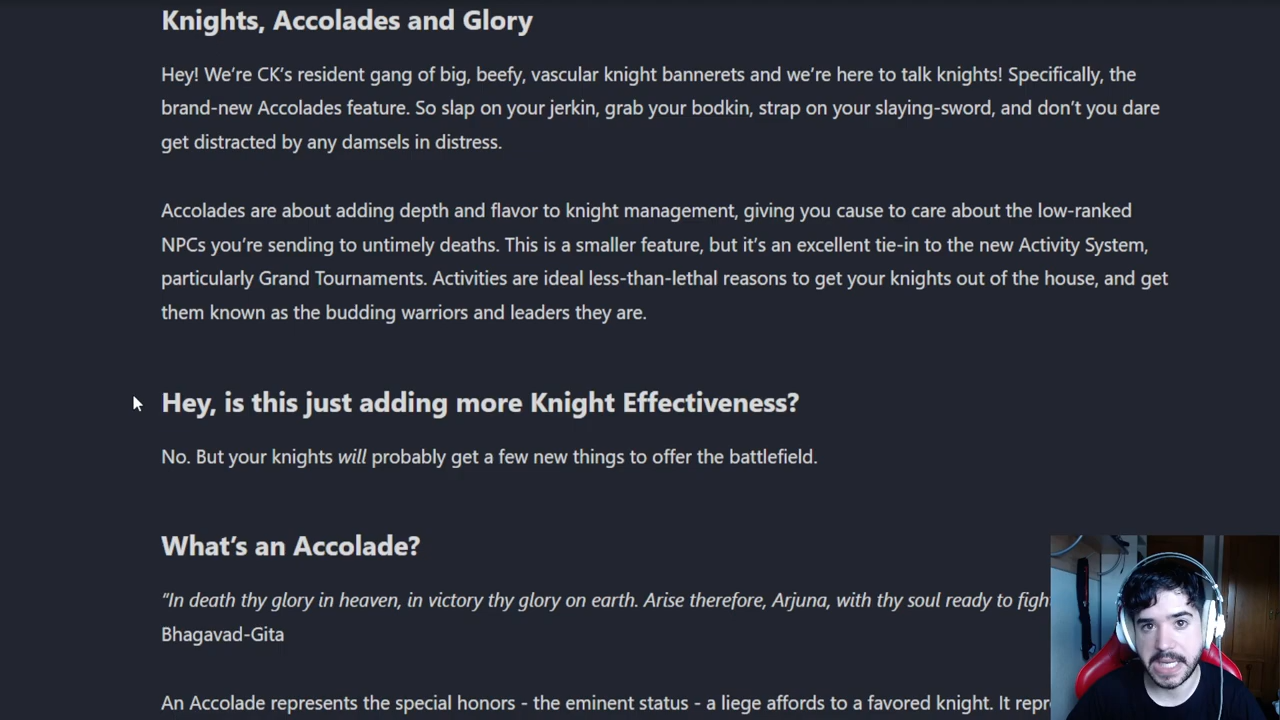 Knights, Accolades and Glory
Hey! We’re CK’s resident gang of big, beefy, vascular knight bannerets and we’re here to talk knights! Specifically, the
brand-new Accolades feature. So slap on your jerkin, grab your bodkin, strap on your slaying-sword, and don’t you dare
get distracted by any damsels in distress.
Accolades are about adding depth and flavor to knight management, giving you cause to care about the low-ranked
NPCs you’re sending to untimely deaths. This is a smaller feature, but it’s an excellent tie-in to the new Activity System,
particularly Grand Tournaments. Activities are ideal less-than-lethal reasons to get your knights out of the house, and get
them known as the budding warriors and leaders they are.
Hey, is this just adding more Knight Effectiveness?
No. But your knights will probably get a few new things to offer the battlefield.
What’s an Accolade?
“In death thy glory in heaven, in victory thy glory on earth. Arise therefore, Arjuna, with thy soul ready to fight
Bhagavad-Gita
An Accolade represents the special honors - the eminent status - a liege affords to a favored knight. It